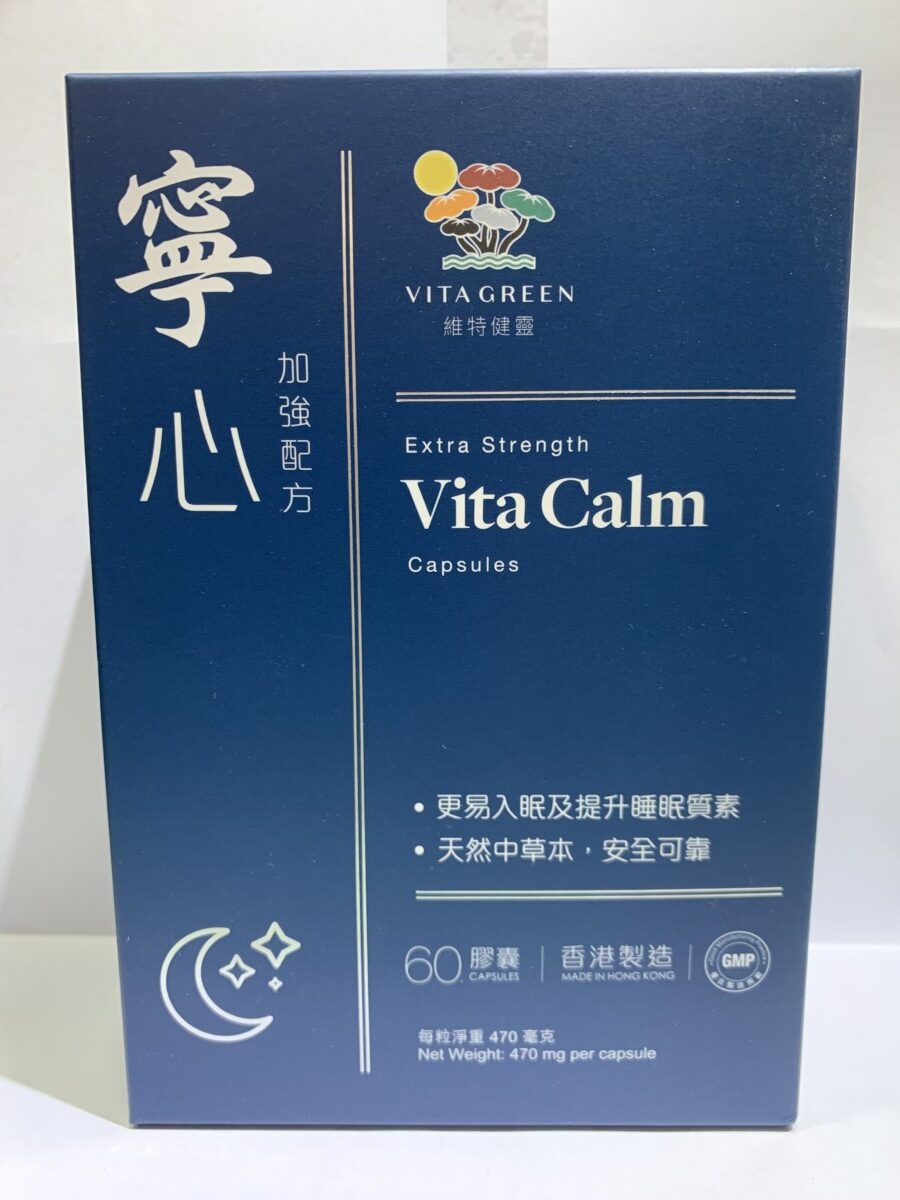 寧心
加強配方
VITA GREEN
維特健靈
Extra Strength
Vita Calm
Capsules
• 更易入眠及提升睡眠質素
• 天然中草本，安全可靠
60 膠囊 CAPSULES
香港製造
MADE IN HONG KONG
GMP
每粒淨重 470 毫克
Net Weight: 470 mg per capsule